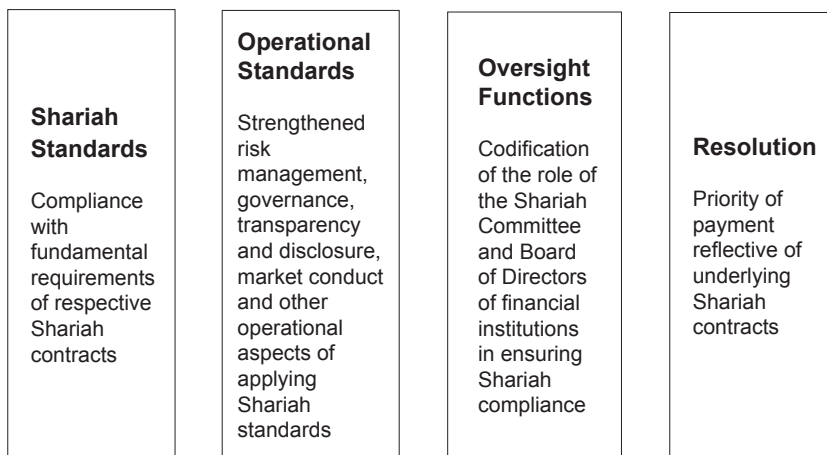 Shariah
Standards
Compliance
with
fundamental
requirements
of respective
Shariah
contracts
Operational
Standards
Strengthened
risk
management,
governance,
transparency
and disclosure,
market conduct
and other
operational
aspects of
applying
Shariah
standards
Oversight
Functions
Codification
of the role of
the Shariah
Committee
and Board
of Directors
of financial
institutions
in ensuring
Shariah
compliance
Resolution
Priority of
payment
reflective of
underlying
Shariah
contracts